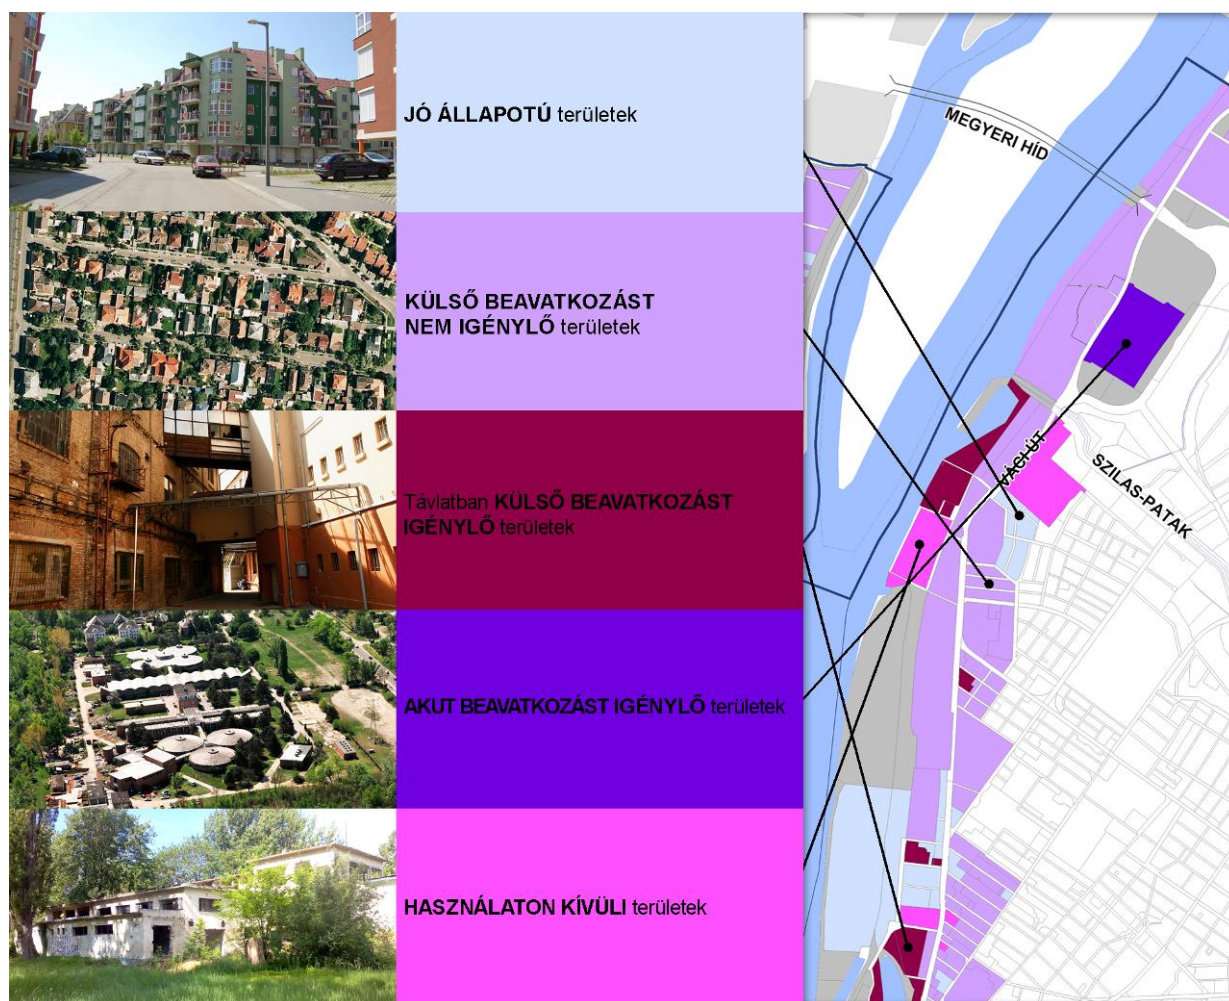 JÓ ÁLLAPOTÚ területek
KÜLSŐ BEAVATKOZÁST
NEM IGÉNYLŐ területek
Távlatban KÜLSŐ BEAVATKOZÁST
IGÉNYLŐ területek
AKUT BEAVATKOZÁST IGÉNYLŐ területek
HASZNÁLATON KÍVÜLI területek
MEGYERI HÍD
VÁCI ÚT
SZILAS-PATAK